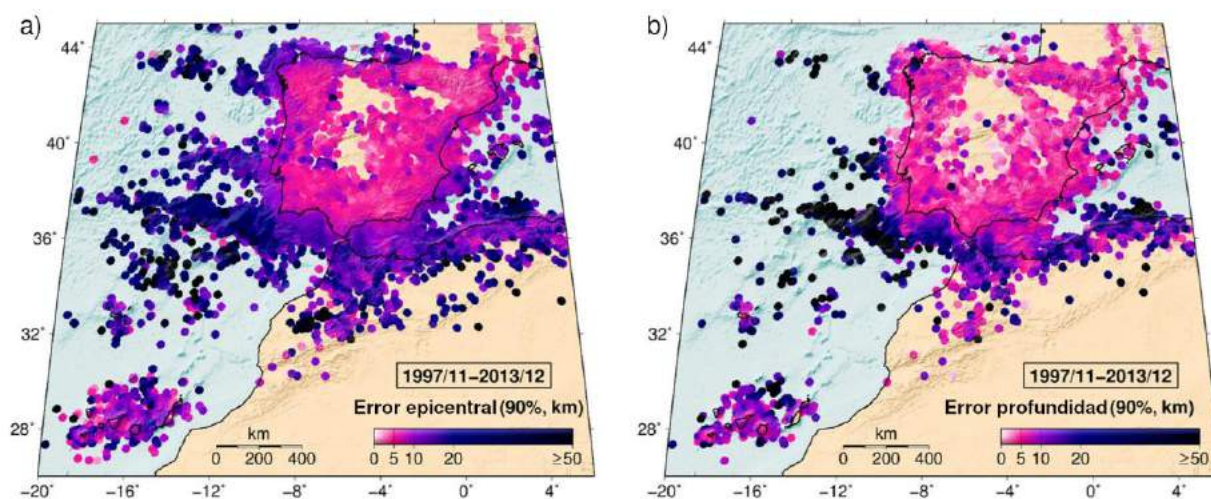 a)
44°
40°
36°
32°
28°
1997/11−2013/12
Error epicentral (90%, km)
km
0 200 400
0 5 10 20 ≥50
−20° −16° −12° −8° −4° 0° 4°
b)
44°
40°
36°
32°
28°
1997/11−2013/12
Error profundidad (90%, km)
km
0 200 400
0 5 10 20 ≥50
−20° −16° −12° −8° −4° 0° 4°